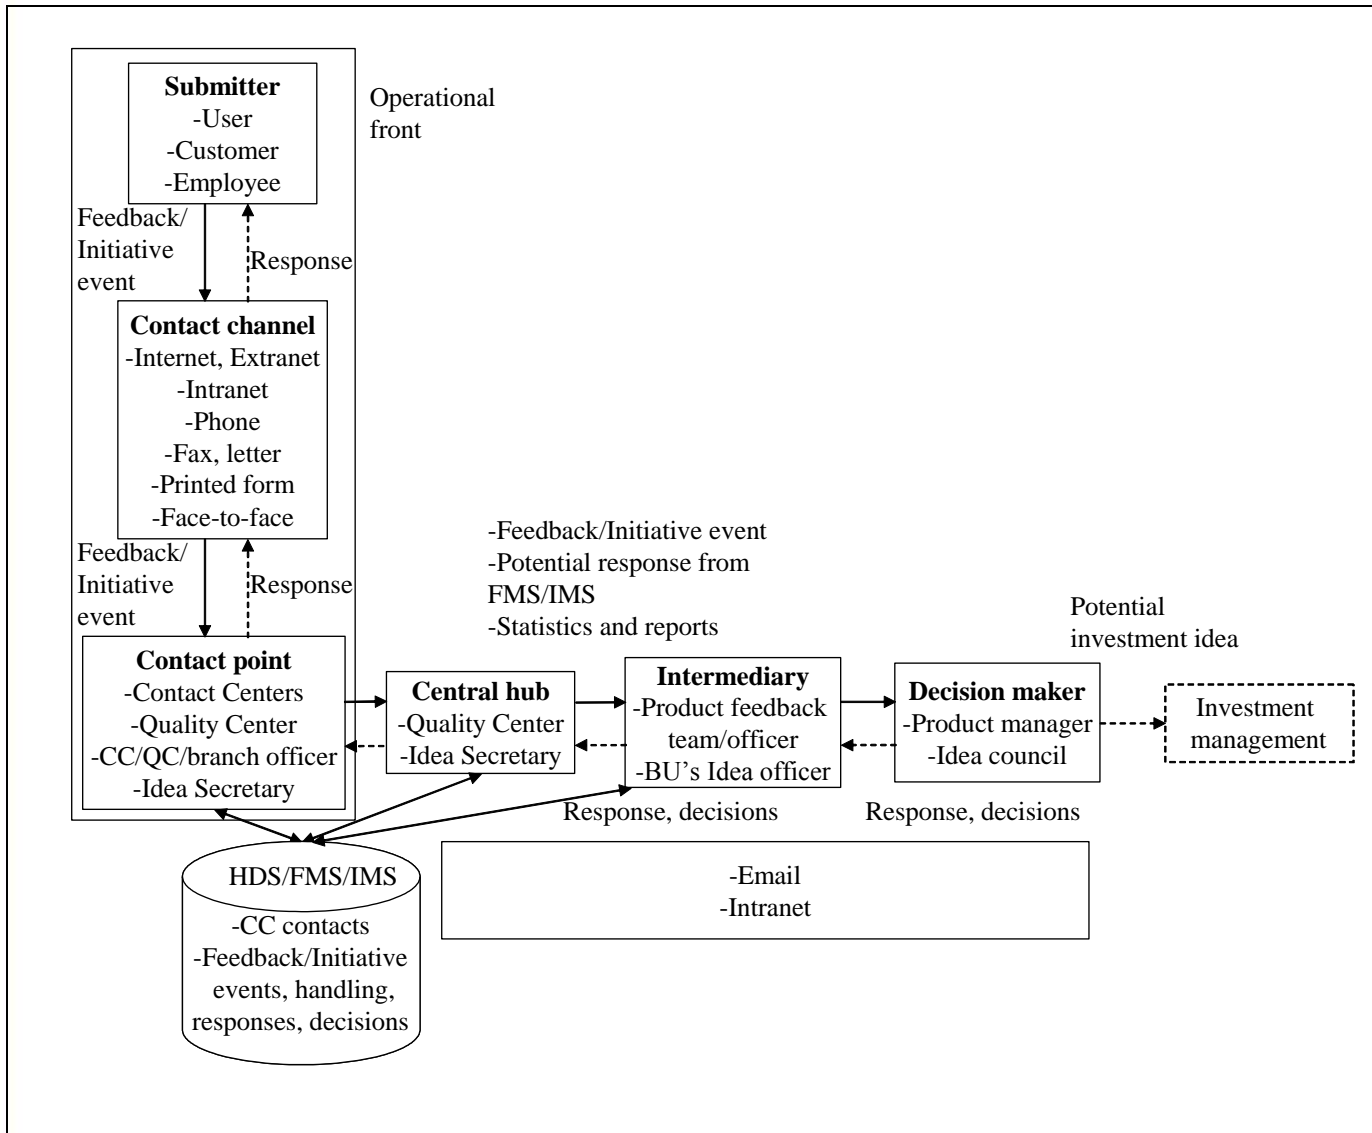 Submitter
-User
-Customer
-Employee
Operational
front
Feedback/
Initiative
event
Response
Contact channel
-Internet, Extranet
-Intranet
-Phone
-Fax, letter
-Printed form
-Face-to-face
Feedback/
Initiative
event
Response
-Feedback/Initiative event
-Potential response from
FMS/IMS
-Statistics and reports
Potential
investment idea
Contact point
-Contact Centers
-Quality Center
-CC/QC/branch officer
-Idea Secretary
Central hub
-Quality Center
-Idea Secretary
Intermediary
-Product feedback
team/officer
-BU's Idea officer
Decision maker
-Product manager
-Idea council
Investment
management
Response, decisions
Response, decisions
HDS/FMS/IMS
-CC contacts
-Feedback/Initiative
events, handling,
responses, decisions
-Email
-Intranet